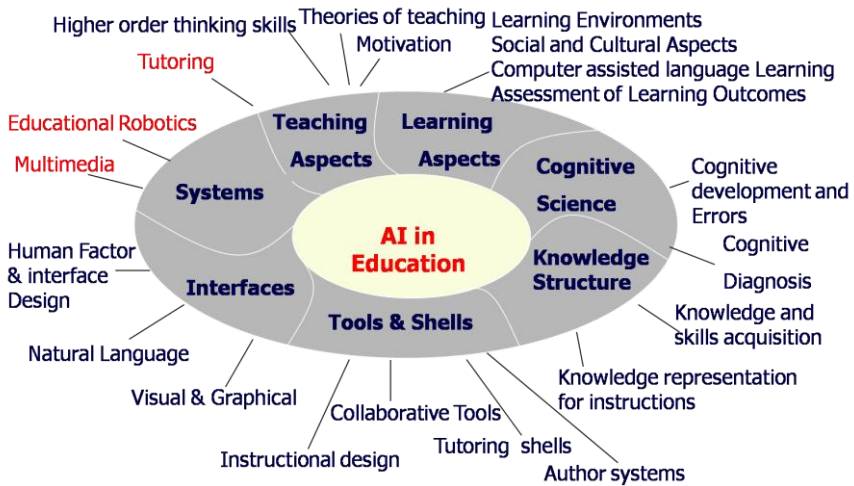 Higher order thinking skills
Theories of teaching
Motivation
Learning Environments
Social and Cultural Aspects
Computer assisted language Learning
Assessment of Learning Outcomes
Tutoring
Educational Robotics
Multimedia
Teaching
Aspects
Learning
Aspects
Systems
Cognitive
Science
Cognitive
development and
Errors
AI in
Education
Knowledge
Structure
Cognitive
Diagnosis
Human Factor
& interface
Design
Interfaces
Tools & Shells
Knowledge and
skills acquisition
Natural Language
Visual & Graphical
Knowledge representation
for instructions
Collaborative Tools
Instructional design
Tutoring shells
Author systems